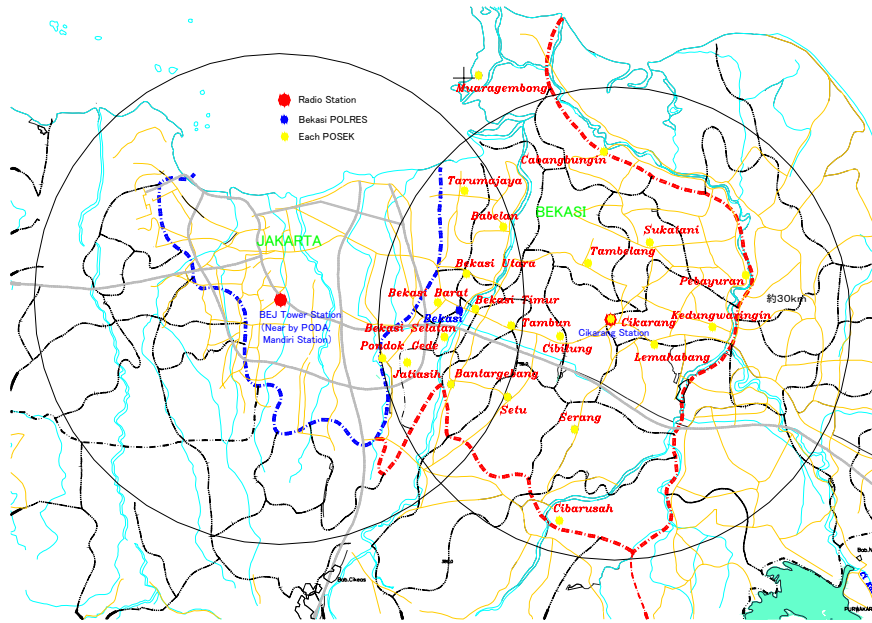 Radio Station
Bekasi POLRES
Each POSEK
Muaragembong
Cabangbungin
Tarumajaya
Babelan
BEKASI
JAKARTA
Sukatani
Tambelang
Bekasi Utara
Pebayuran
約30km
Bekasi Barat
Bekasi Timur
BEJ Tower Station
(Near by PODA,
Mandiri Station)
Bekasi
Cikarang
Kedungwaringin
Bekasi Selatan
Tambun
Cikarang Station
Pondok Gede
Cibitung
Lemahabang
Jatiasih
Bantargebang
Setu
Serang
Cibarusah